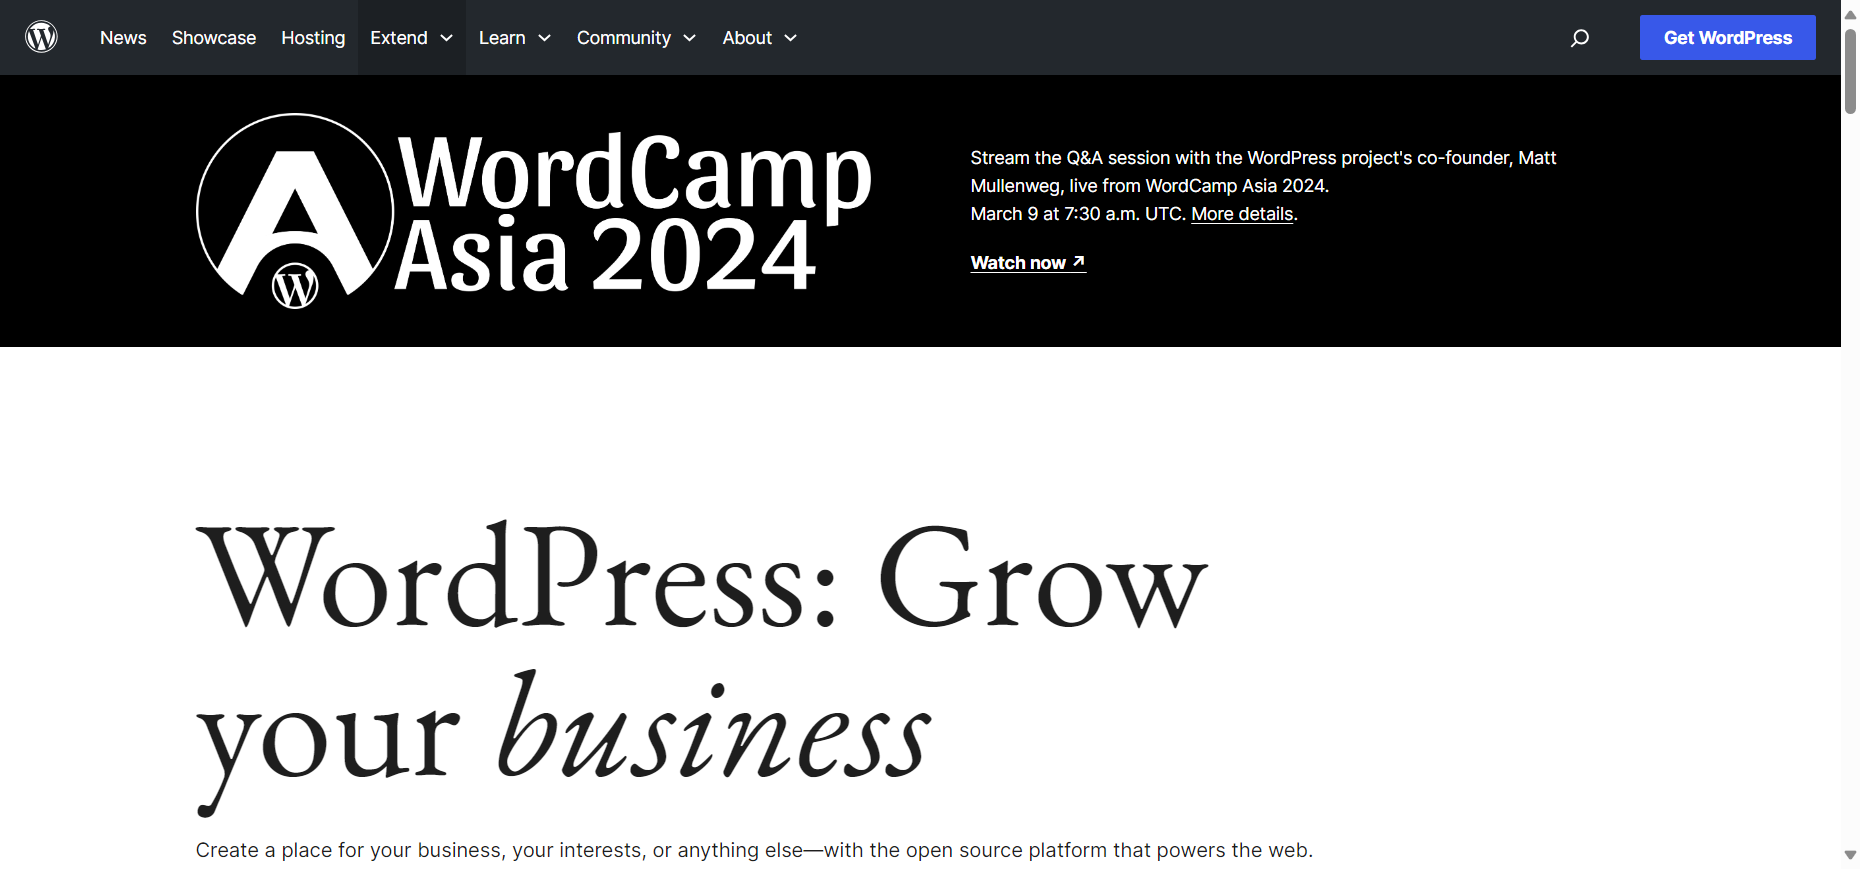 News Showcase Hosting Extend Learn Community About Get WordPress
WordCamp
Asia 2024
Stream the Q&A session with the WordPress project's co-founder, Matt
Mullenweg, live from WordCamp Asia 2024.
March 9 at 7:30 a.m. UTC. More details.
Watch now ↗
WordPress: Grow
your business
Create a place for your business, your interests, or anything else—with the open source platform that powers the web.